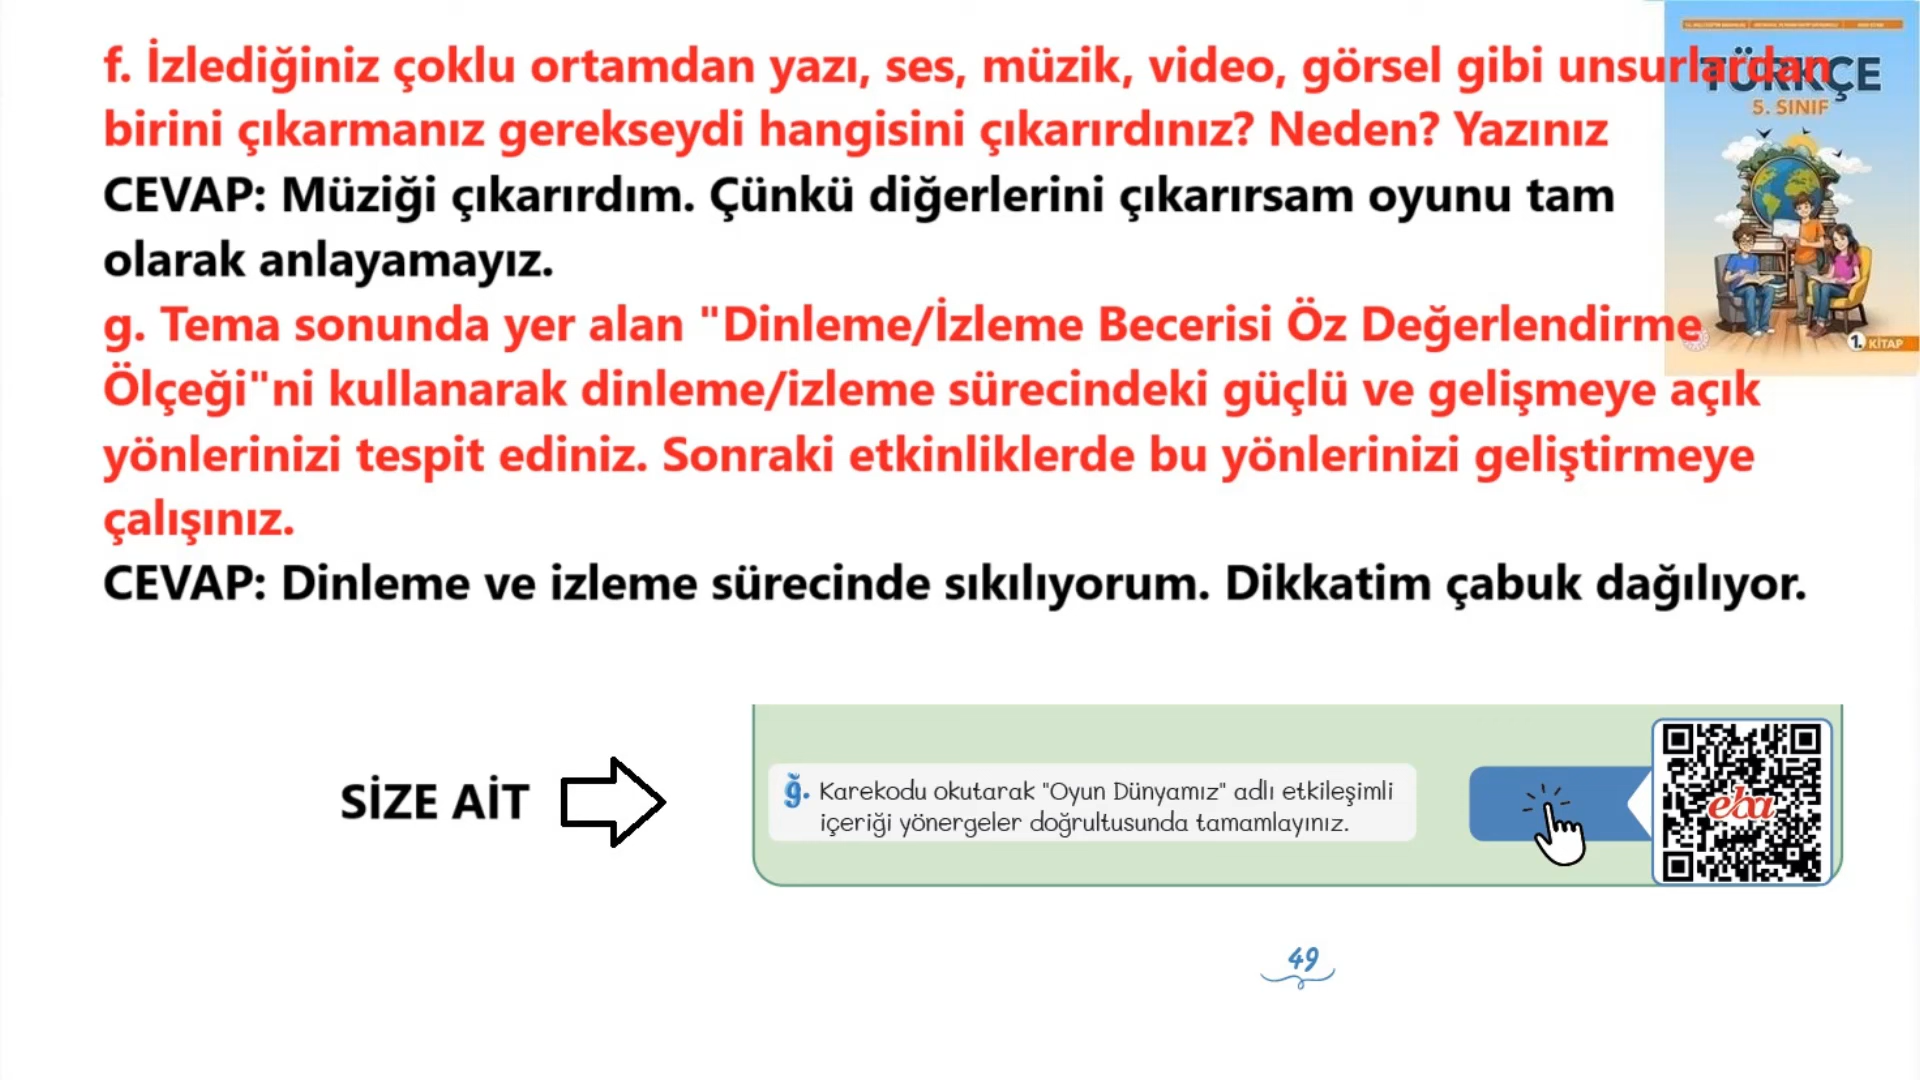 f. İzlediğiniz çoklu ortamdan yazı, ses, müzik, video, görsel gibi unsurlardan
birini çıkarmanız gerekseydi hangisini çıkarırdınız? Neden? Yazınız
CEVAP: Müziği çıkarırdım. Çünkü diğerlerini çıkarırsam oyunu tam
olarak anlayamayız.
g. Tema sonunda yer alan "Dinleme/İzleme Becerisi Öz Değerlendirme
Ölçeği"ni kullanarak dinleme/izleme sürecindeki güçlü ve gelişmeye açık
yönlerinizi tespit ediniz. Sonraki etkinliklerde bu yönlerinizi geliştirmeye
çalışınız.
CEVAP: Dinleme ve izleme sürecinde sıkılıyorum. Dikkatim çabuk dağılıyor.
TÜRKÇE
5. SINIF
1. KİTAP
SİZE AİT
ğ. Karekodu okutarak "Oyun Dünyamız" adlı etkileşimli
içeriği yönergeler doğrultusunda tamamlayınız.
eba
49